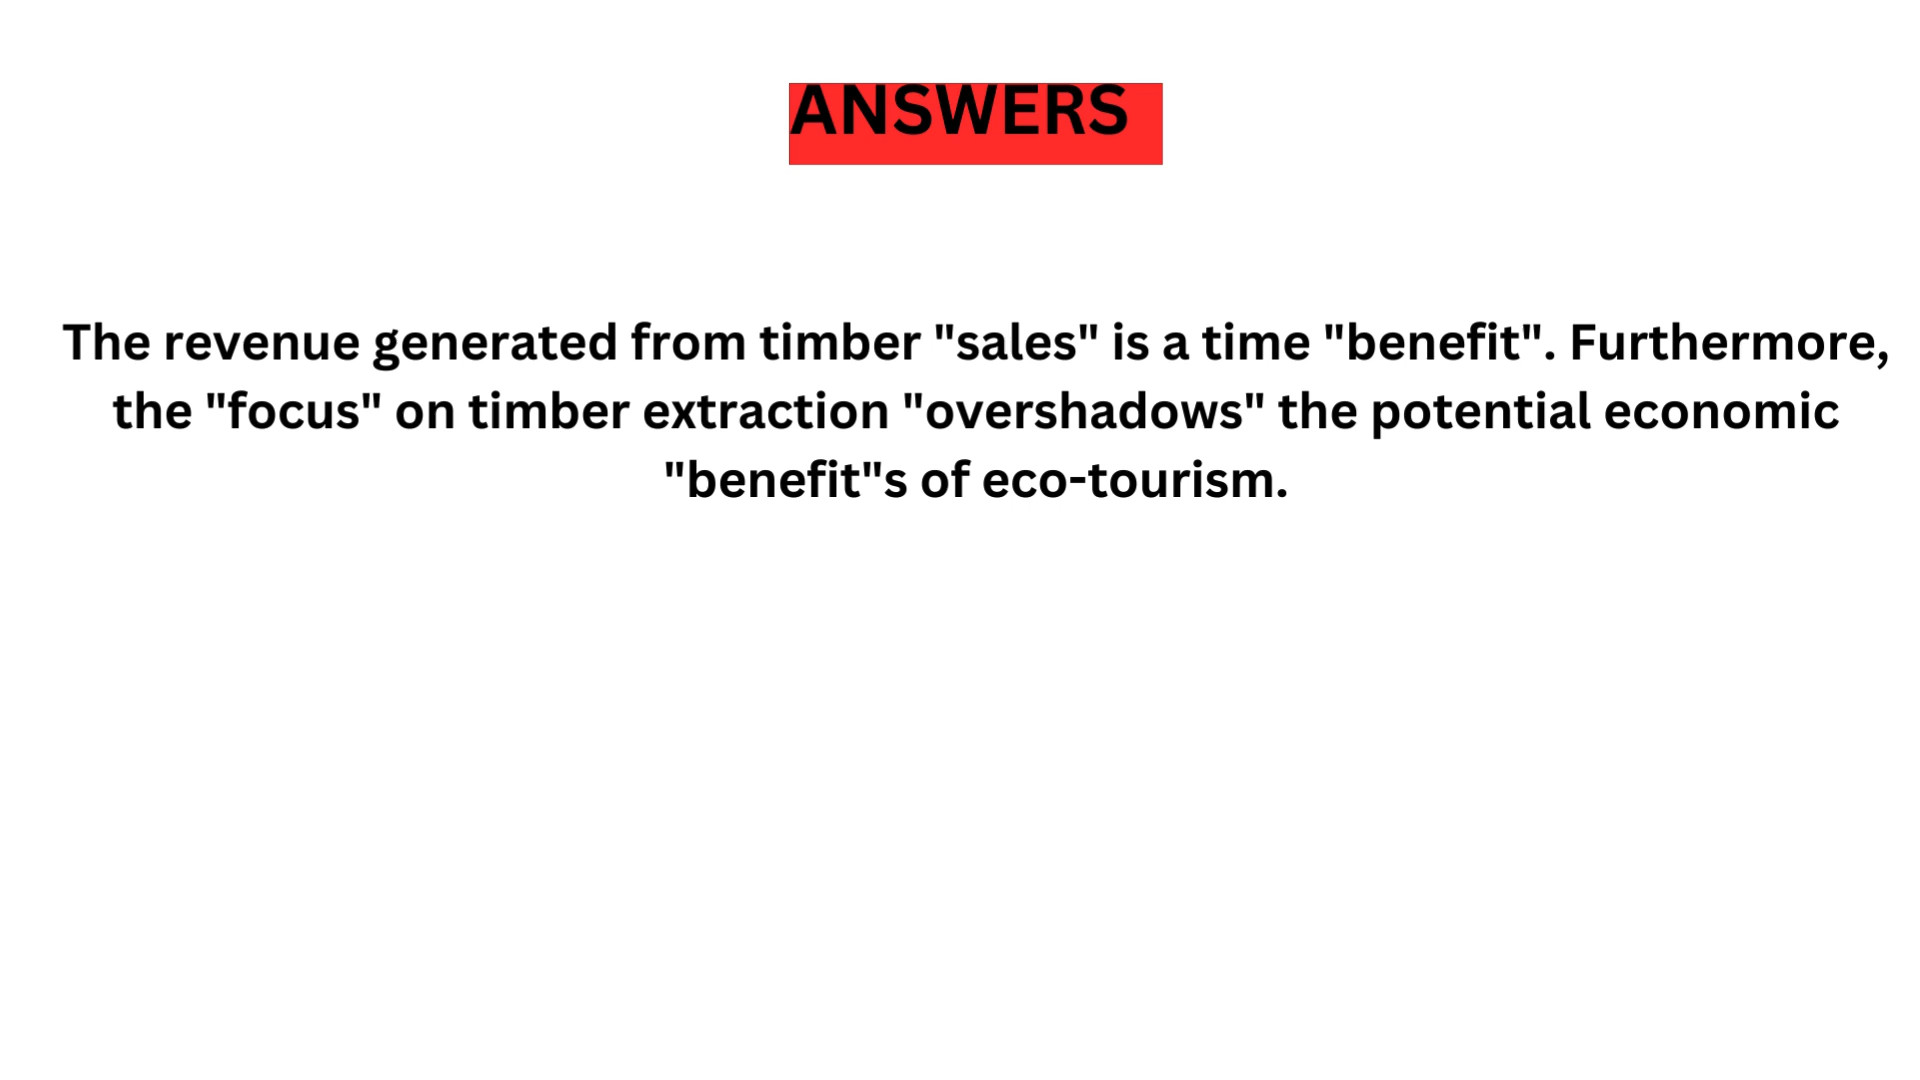 ANSWERS
The revenue generated from timber "sales" is a time "benefit". Furthermore,
the "focus" on timber extraction "overshadows" the potential economic
"benefit"s of eco-tourism.